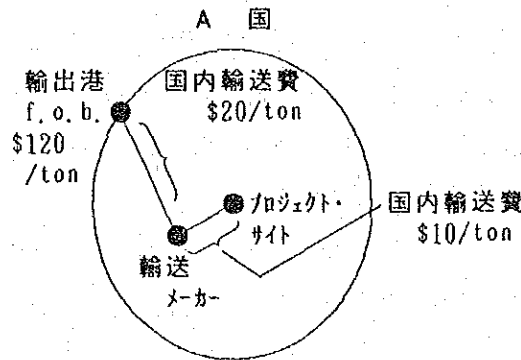 A 国
輸出港
f.o.b.
$120
/ton
国内輸送費
$20/ton
プロジェクト・
サイト
国内輸送費
$10/ton
輸送
メーカー